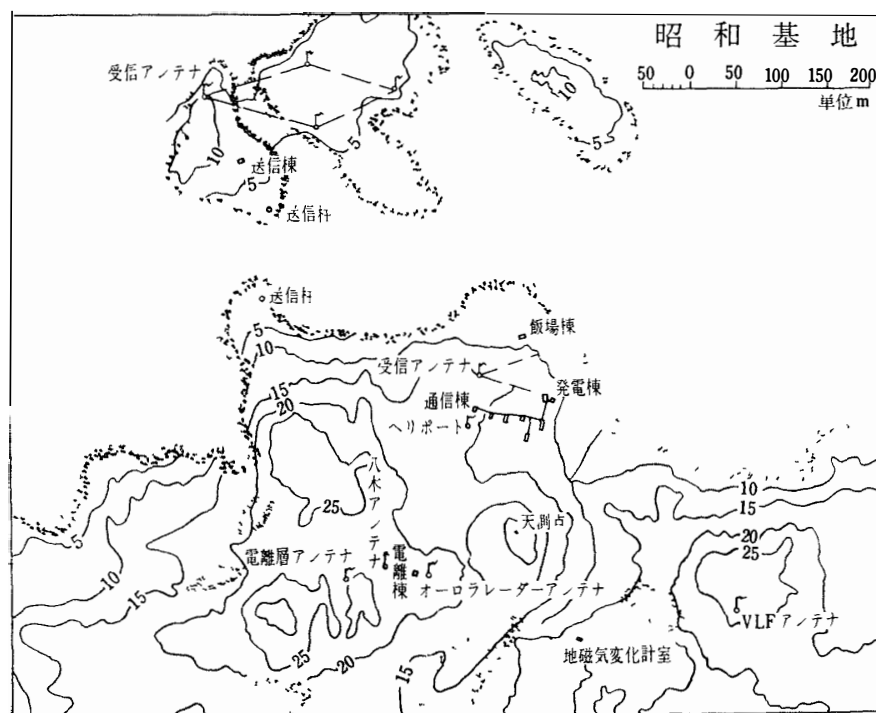 昭和基地
50 0 50 100 150 200
単位m
受信アンテナ
10
5
5
10
送信棟
10
5
5
送信杆
送信杆
飯場棟
5
10
受信アンテナ
発電棟
15
通信棟
20
ヘリポート
八木アンテナ
10
25
15
天測点
20
5
25
電離層アンテナ
電離棟
オーロラレーダーアンテナ
10
15
VLFアンテナ
地磁気変化計室
25
20
15